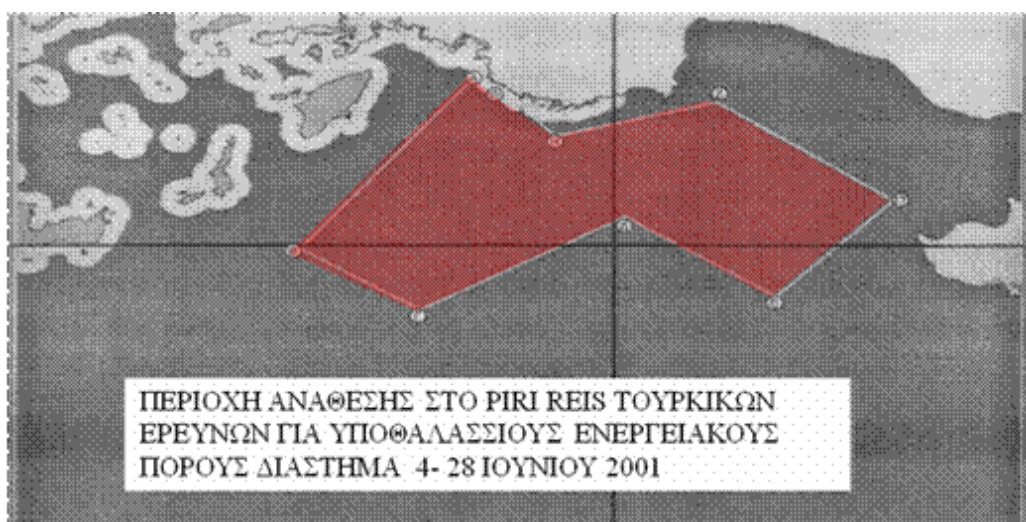 ΠΕΡΙΟΧΗ ΑΝΑΘΕΣΗΣ ΣΤΟ PIRI REIS ΤΟΥΡΚΙΚΩΝ
ΕΡΕΥΝΩΝ ΓΙΑ ΥΠΟΘΑΛΑΣΣΙΟΥΣ ΕΝΕΡΓΕΙΑΚΟΥΣ
ΠΟΡΟΥΣ ΔΙΑΣΤΗΜΑ 4- 28 ΙΟΥΝΙΟΥ 2001